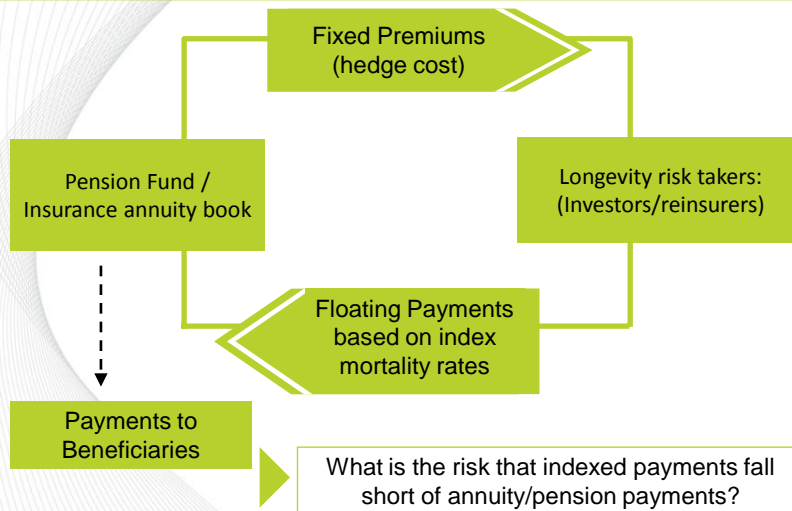 Fixed Premiums
(hedge cost)
Pension Fund /
Insurance annuity book
Longevity risk takers:
(Investors/reinsurers)
Floating Payments
based on index
mortality rates
Payments to
Beneficiaries
What is the risk that indexed payments fall
short of annuity/pension payments?